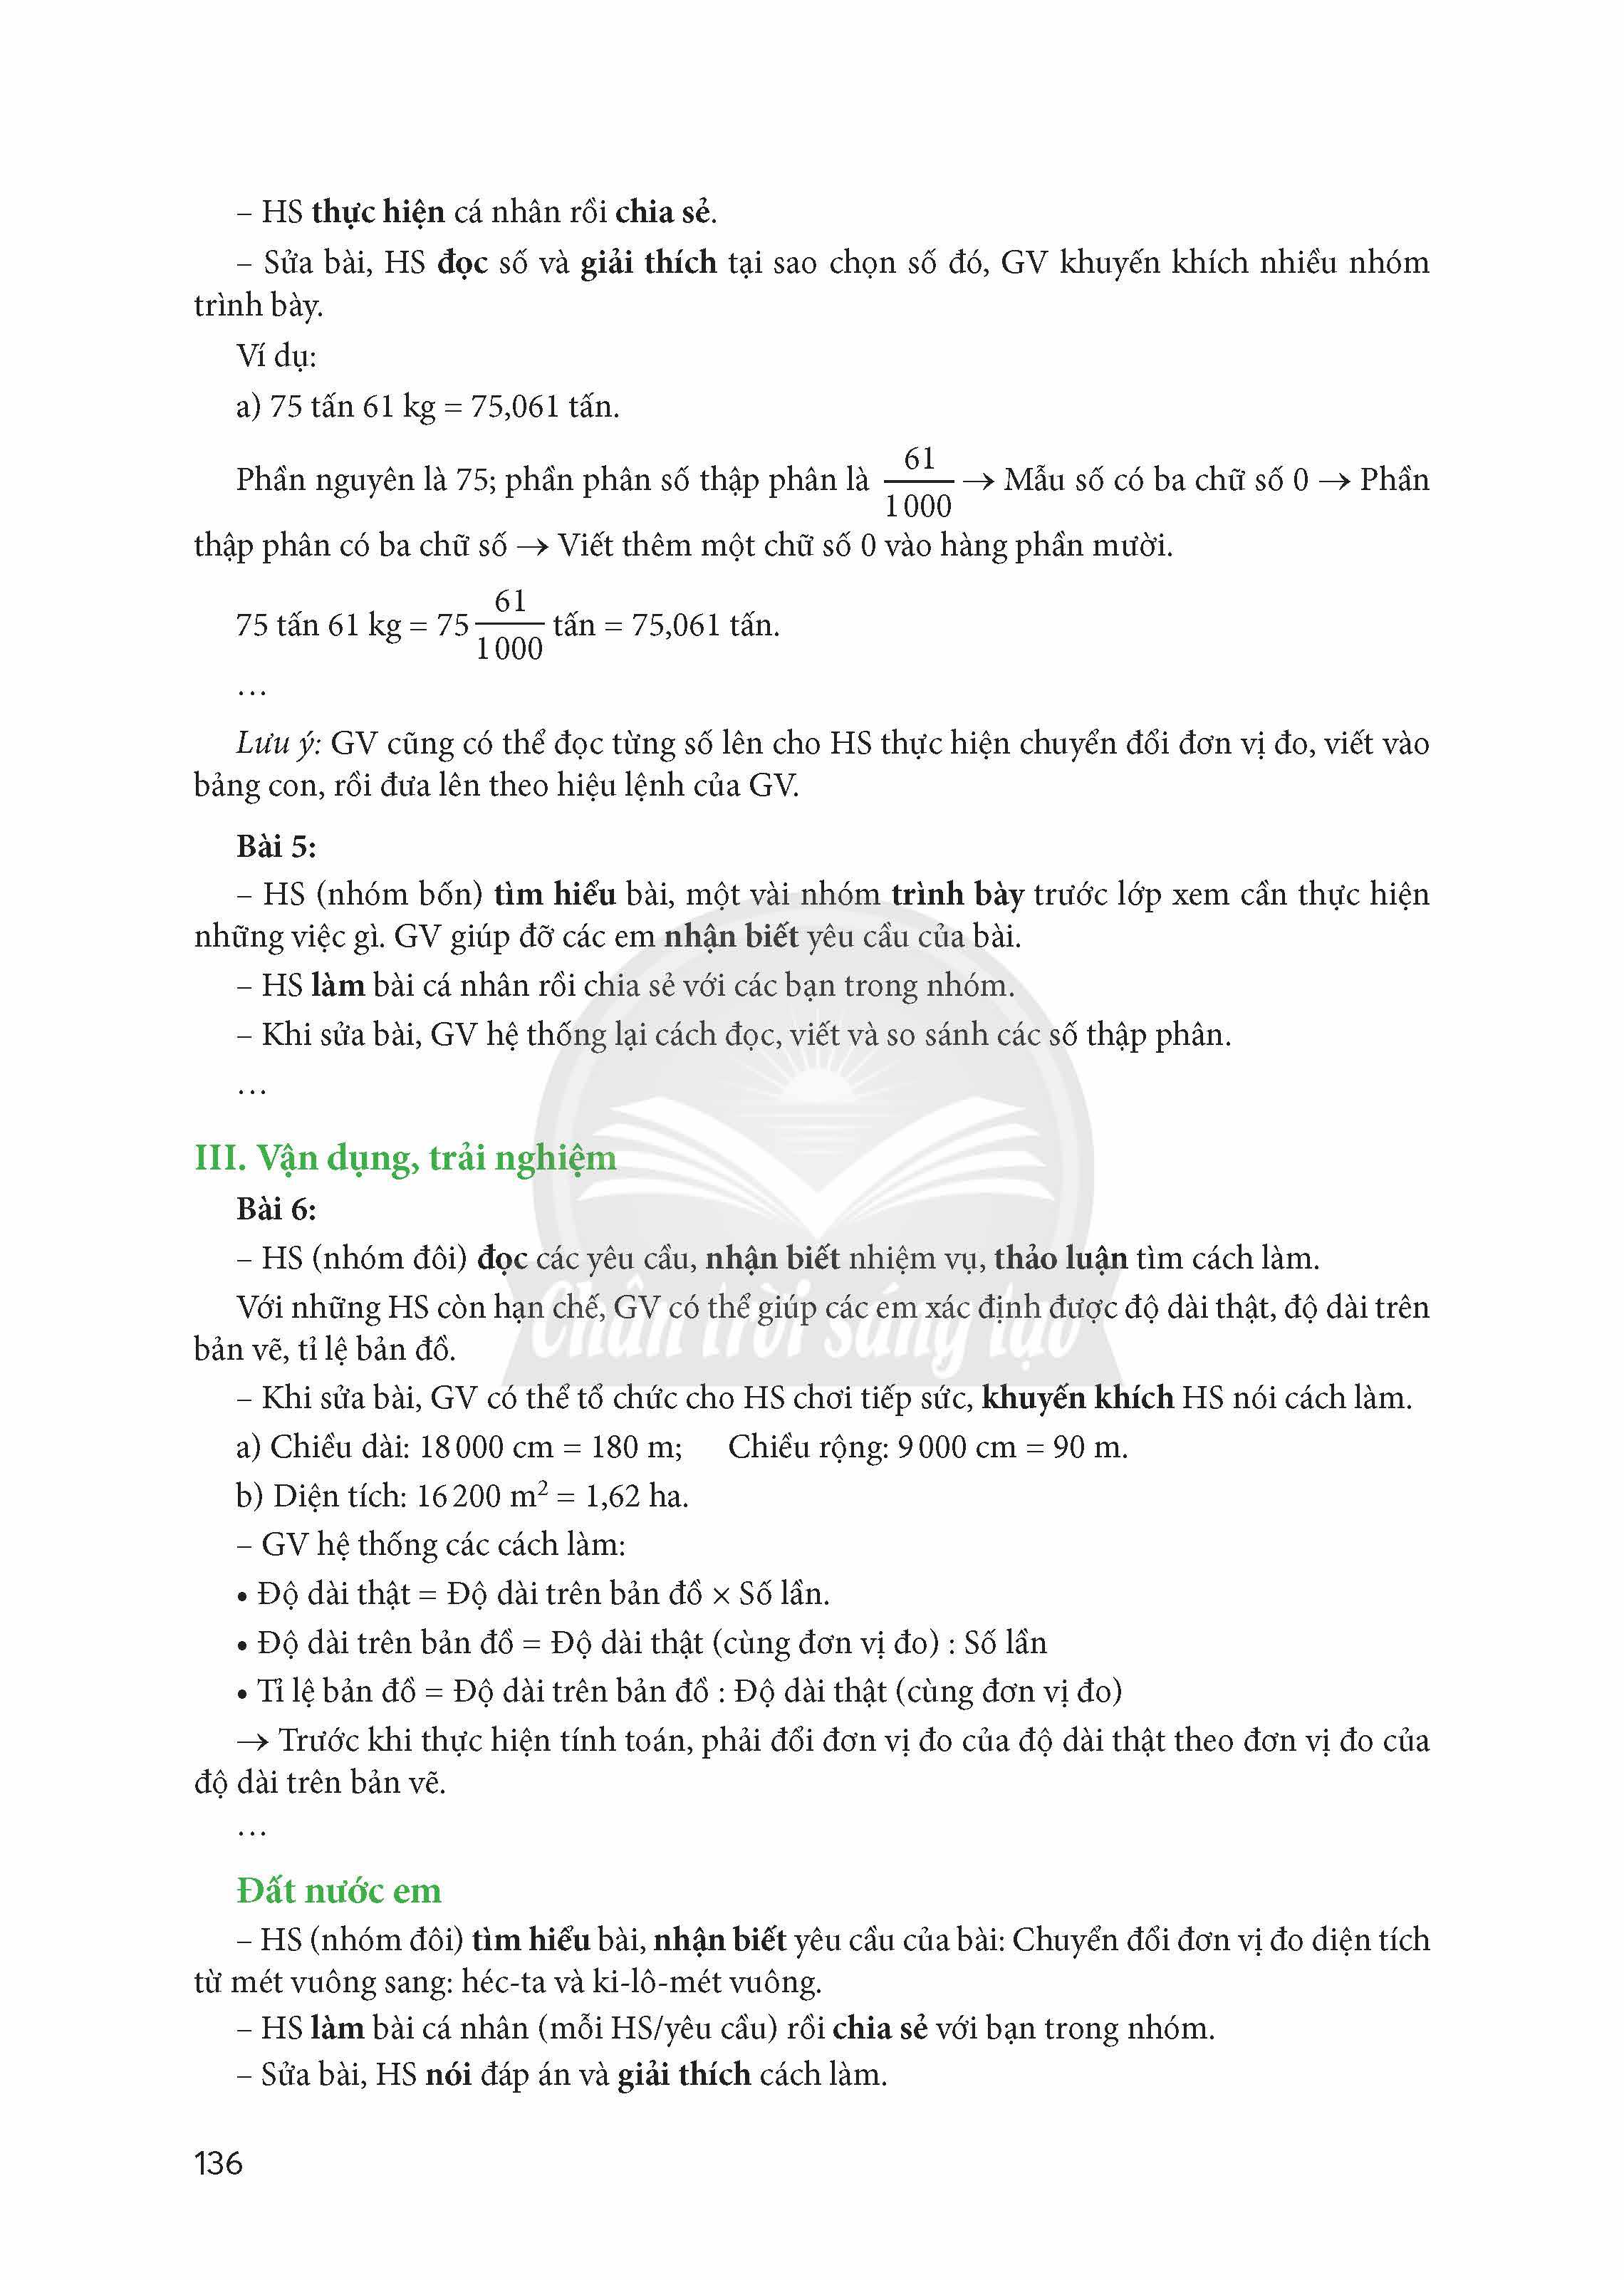 – HS thực hiện cá nhân rồi chia sẻ.
– Sửa bài, HS đọc số và giải thích tại sao chọn số đó, GV khuyến khích nhiều nhóm
trình bày.
Ví dụ:
a) 75 tấn 61 kg = 75,061 tấn.
Phần nguyên là 75; phần phân số thập phân là 61/1 000 → Mẫu số có ba chữ số 0 → Phần
thập phân có ba chữ số → Viết thêm một chữ số 0 vào hàng phần mười.
75 tấn 61 kg = 75 61/1 000 tấn = 75,061 tấn.
…
Lưu ý: GV cũng có thể đọc từng số lên cho HS thực hiện chuyển đổi đơn vị đo, viết vào
bảng con, rồi đưa lên theo hiệu lệnh của GV.
Bài 5:
– HS (nhóm bốn) tìm hiểu bài, một vài nhóm trình bày trước lớp xem cần thực hiện
những việc gì. GV giúp đỡ các em nhận biết yêu cầu của bài.
– HS làm bài cá nhân rồi chia sẻ với các bạn trong nhóm.
– Khi sửa bài, GV hệ thống lại cách đọc, viết và so sánh các số thập phân.
…
III. Vận dụng, trải nghiệm
Bài 6:
– HS (nhóm đôi) đọc các yêu cầu, nhận biết nhiệm vụ, thảo luận tìm cách làm.
Với những HS còn hạn chế, GV có thể giúp các em xác định được độ dài thật, độ dài trên
bản vẽ, tỉ lệ bản đồ.
Chân trời sáng tạo
– Khi sửa bài, GV có thể tổ chức cho HS chơi tiếp sức, khuyến khích HS nói cách làm.
a) Chiều dài: 18 000 cm = 180 m; Chiều rộng: 9 000 cm = 90 m.
b) Diện tích: 16 200 m² = 1,62 ha.
– GV hệ thống các cách làm:
• Độ dài thật = Độ dài trên bản đồ × Số lần.
• Độ dài trên bản đồ = Độ dài thật (cùng đơn vị đo) : Số lần
• Tỉ lệ bản đồ = Độ dài trên bản đồ : Độ dài thật (cùng đơn vị đo)
→ Trước khi thực hiện tính toán, phải đổi đơn vị đo của độ dài thật theo đơn vị đo của
độ dài trên bản vẽ.
…
Đất nước em
– HS (nhóm đôi) tìm hiểu bài, nhận biết yêu cầu của bài: Chuyển đổi đơn vị đo diện tích
từ mét vuông sang: héc-ta và ki-lô-mét vuông.
– HS làm bài cá nhân (mỗi HS/yêu cầu) rồi chia sẻ với bạn trong nhóm.
– Sửa bài, HS nói đáp án và giải thích cách làm.
136